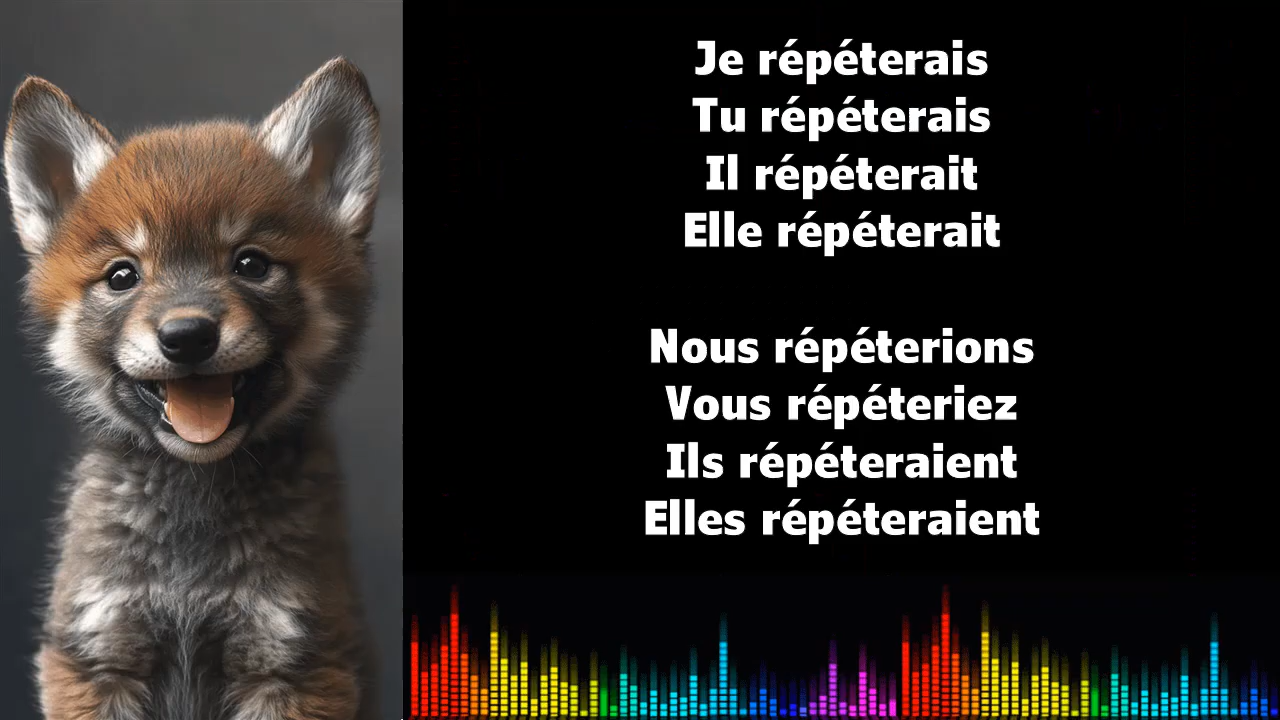 Je répéterais
Tu répéterais
Il répéterait
Elle répéterait
Nous répéterions
Vous répéteriez
Ils répéteraient
Elles répéteraient